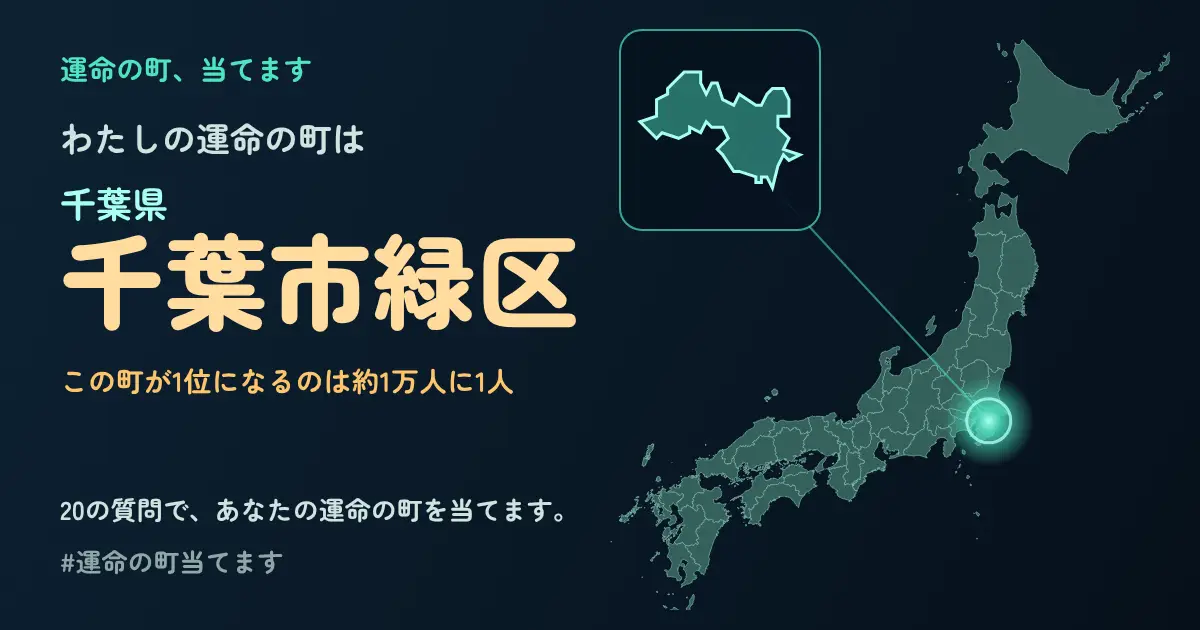 運命の町、当てます
わたしの運命の町は
千葉県
千葉市緑区
この町が1位になるのは約1万人に1人
20の質問で、あなたの運命の町を当てます。
#運命の町当てます